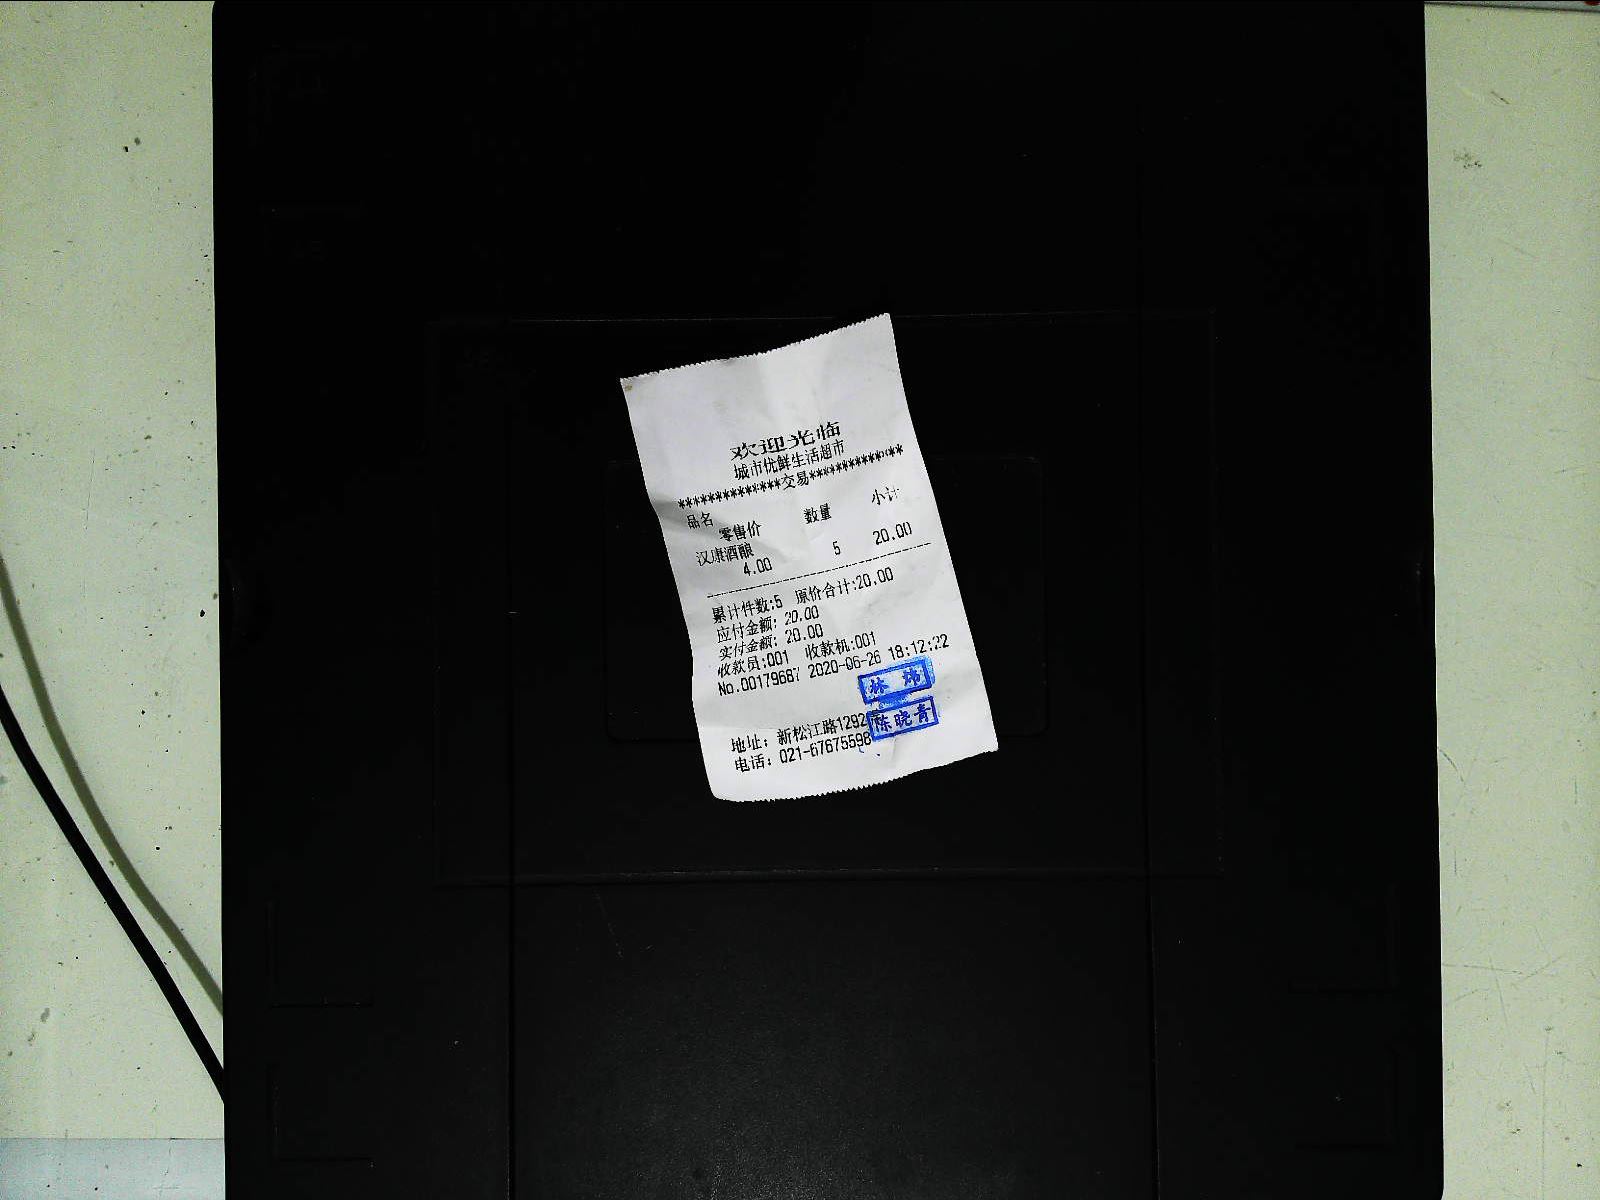 欢迎光临
城市优鲜生活超市
*************交易*************
品名 零售价 数量 小计
汉康酒酿
4.00 5 20.00
累计件数:5 原价合计:20.00
应付金额: 20.00
实付金额: 20.00
收款员:001 收款机:001
No.00179687 2020-06-26 18:12:22
林 炜
地址: 新松江路1292
陈晓青
电话: 021-67675598